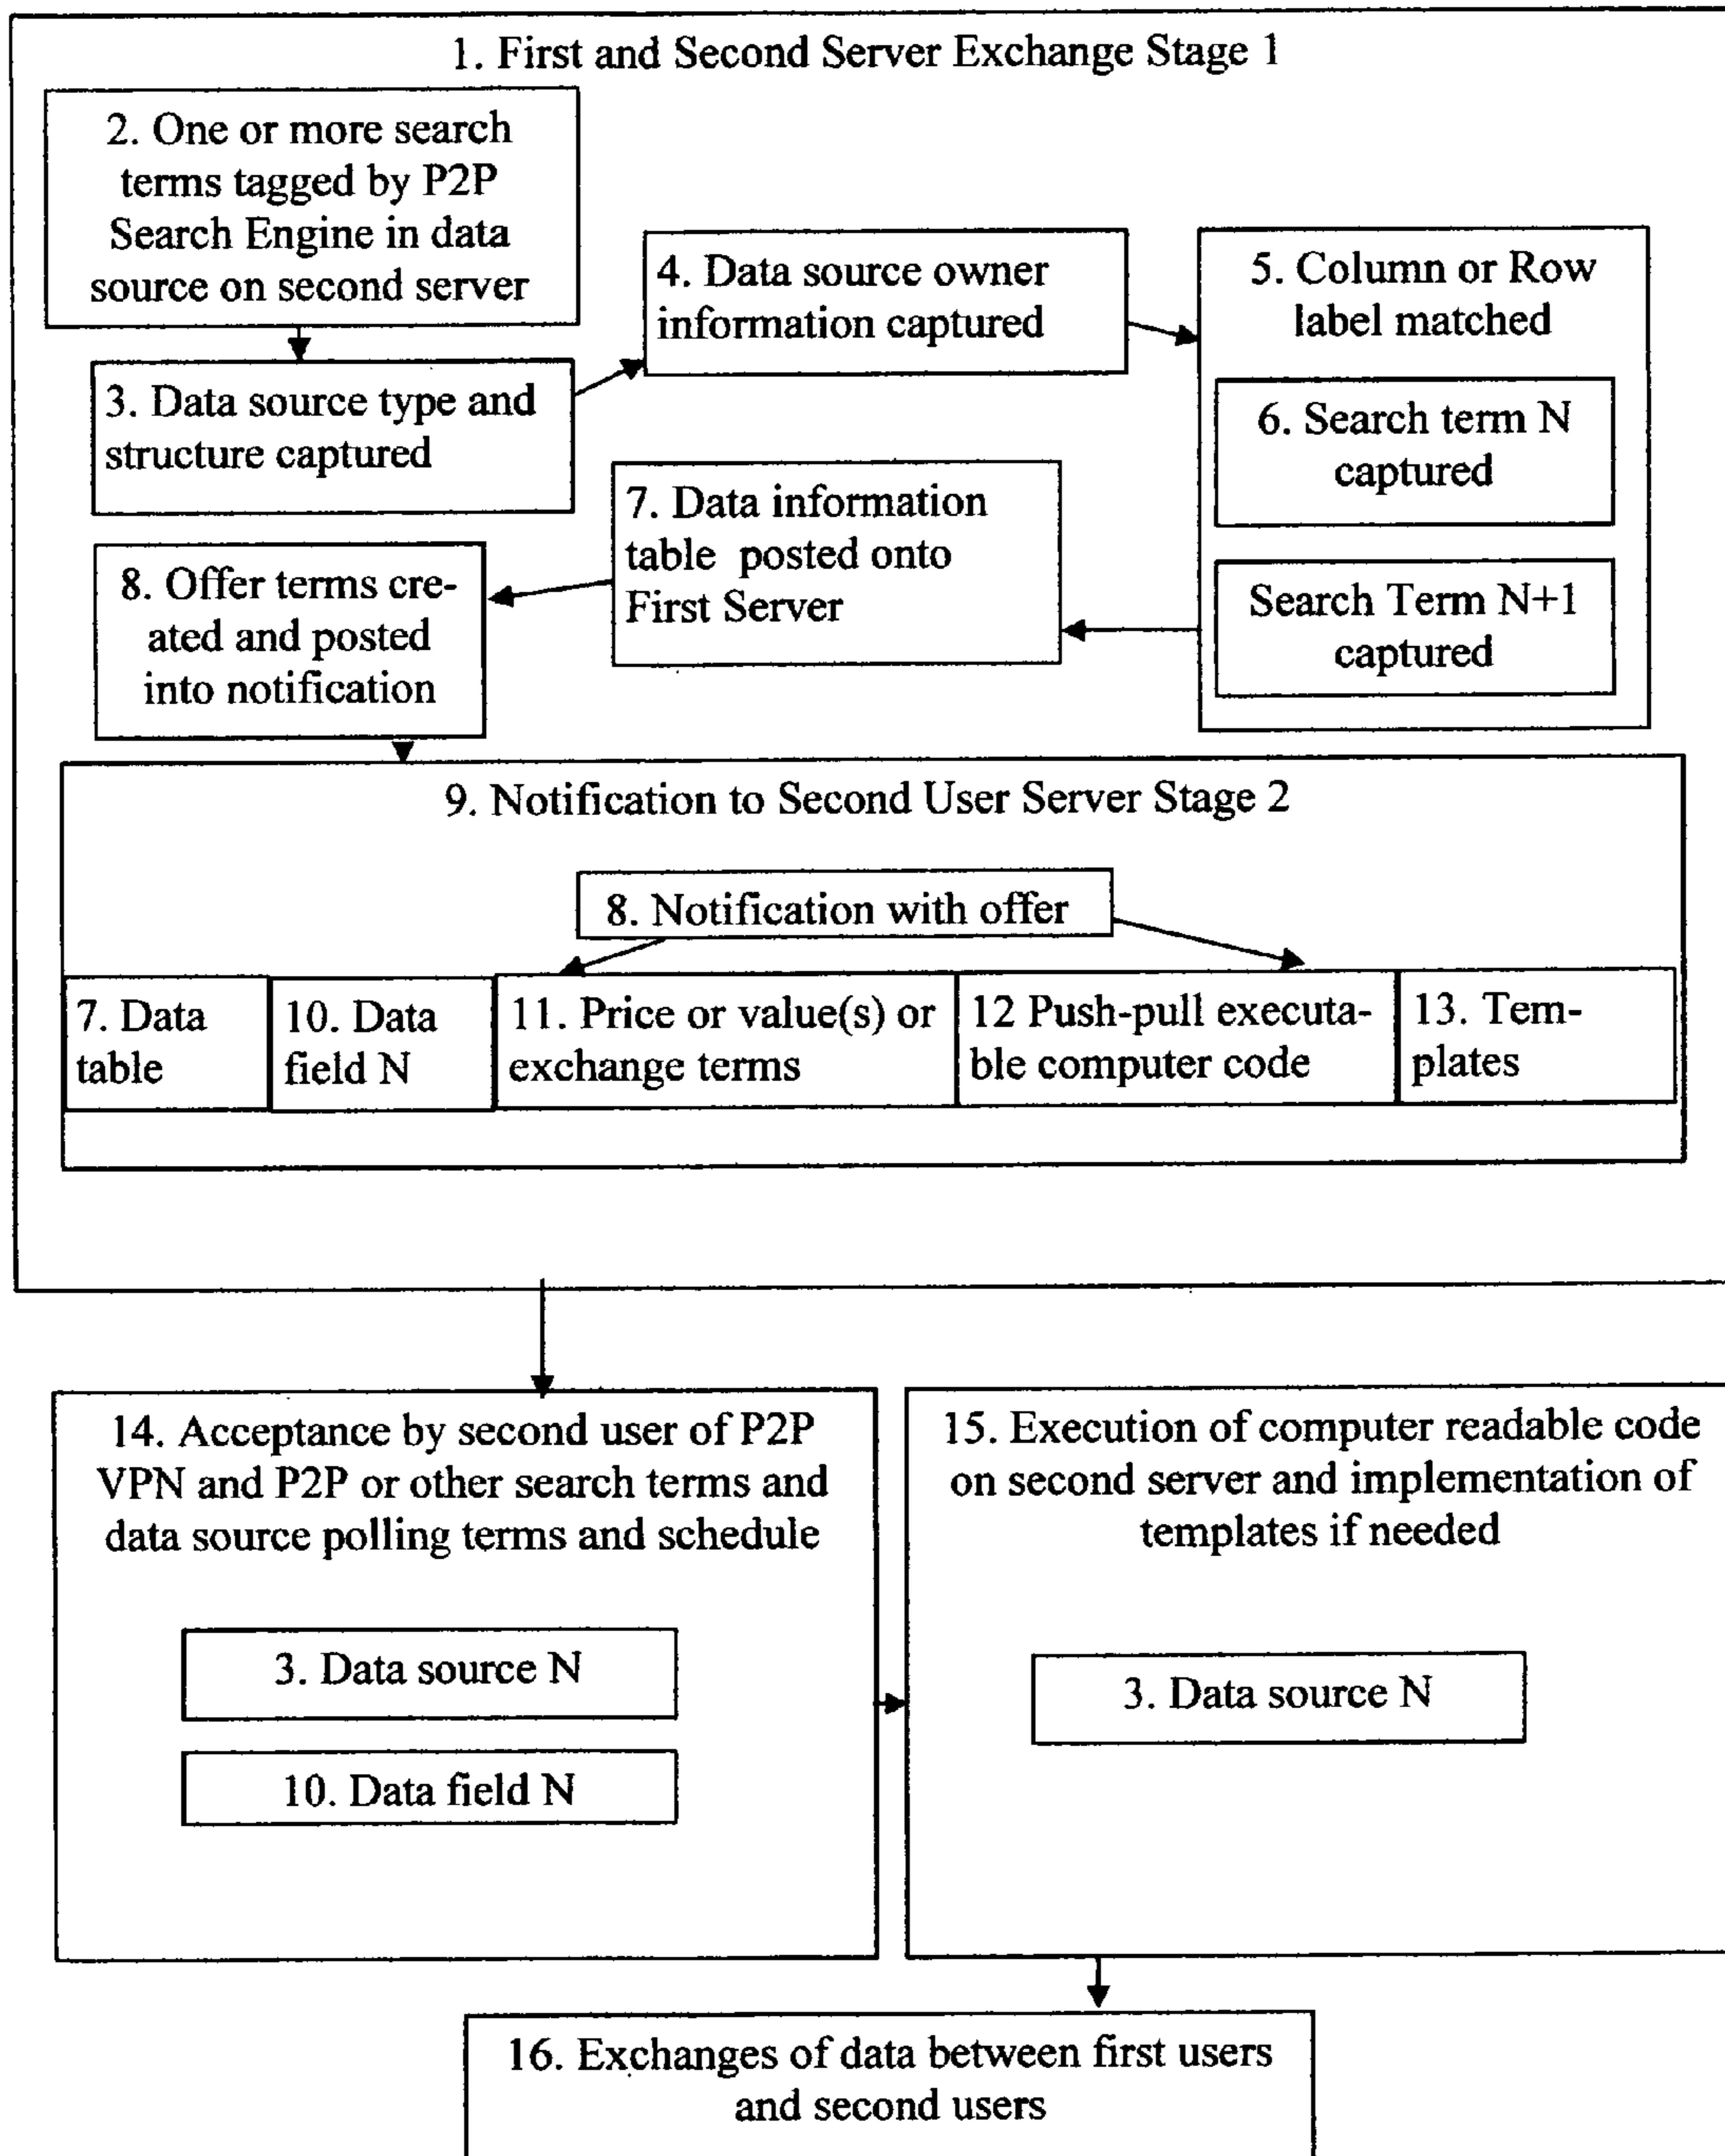 1. First and Second Server Exchange Stage 1
2. One or more search
terms tagged by P2P
Search Engine in data
source on second server
3. Data source type and
structure captured
4. Data source owner
information captured
5. Column or Row
label matched
6. Search term N
captured
Search Term N+1
captured
7. Data information
table posted onto
First Server
8. Offer terms cre-
ated and posted
into notification
9. Notification to Second User Server Stage 2
8. Notification with offer
7. Data
table
10. Data
field N
11. Price or value(s) or
exchange terms
12 Push-pull executa-
ble computer code
13. Tem-
plates
14. Acceptance by second user of P2P
VPN and P2P or other search terms and
data source polling terms and schedule
3. Data source N
10. Data field N
15. Execution of computer readable code
on second server and implementation of
templates if needed
3. Data source N
16. Exchanges of data between first users
and second users